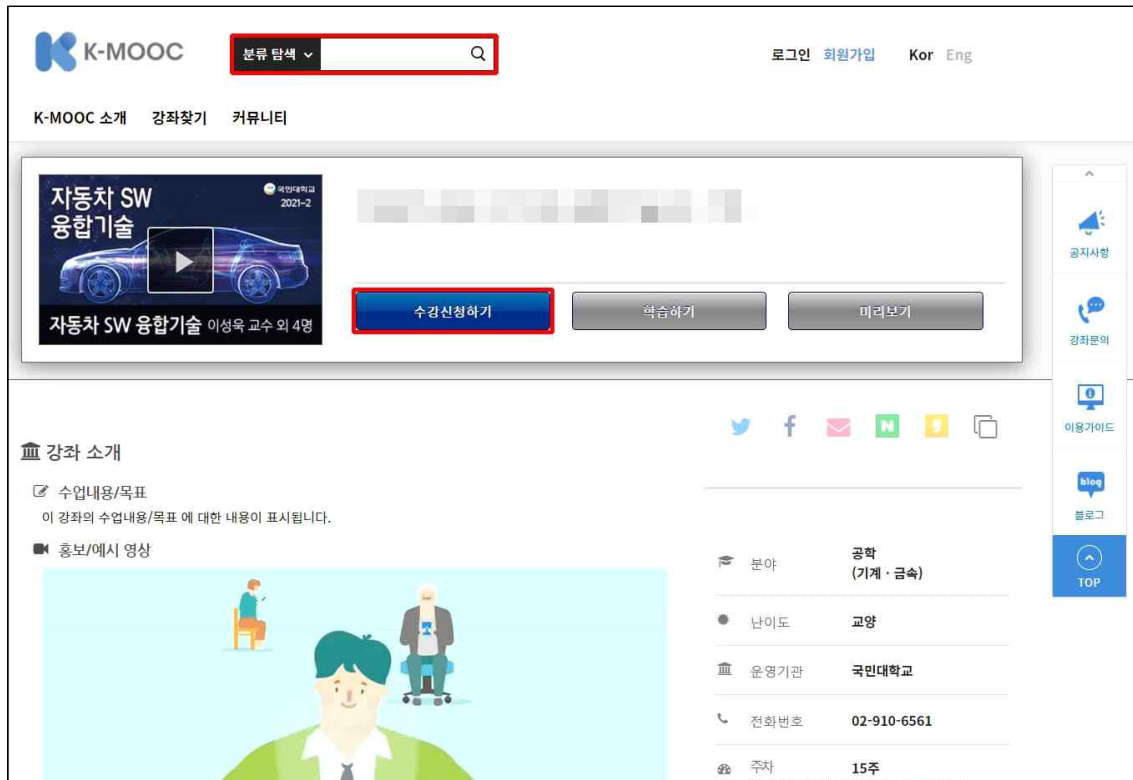 K-MOOC
분류 탐색
로그인 회원가입 Kor Eng
K-MOOC 소개 강좌찾기 커뮤니티
자동차 SW
융합기술
국민대학교
2021-2
자동차 SW 융합기술 이성욱 교수 외 4명
수강신청하기 학습하기 미리보기
공지사항
강좌문의
이용가이드
blog
블로그
TOP
강좌 소개
수업내용/목표
이 강좌의 수업내용/목표 에 대한 내용이 표시됩니다.
홍보/예시 영상
분야 공학
(기계 · 금속)
난이도 교양
운영기관 국민대학교
전화번호 02-910-6561
주차 15주